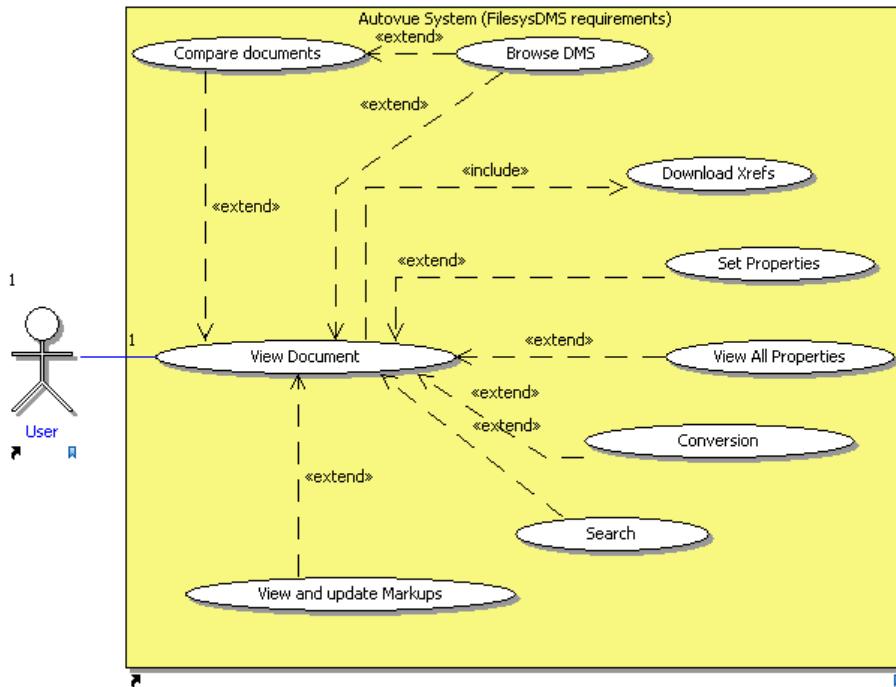 Autovue System (FilesysDMS requirements)
«extend»
Compare documents
Browse DMS
«extend»
«include»
Download Xrefs
«extend»
«extend»
Set Properties
1
1
View Document
«extend»
View All Properties
«extend»
«extend»
Conversion
User
«extend»
Search
View and update Markups